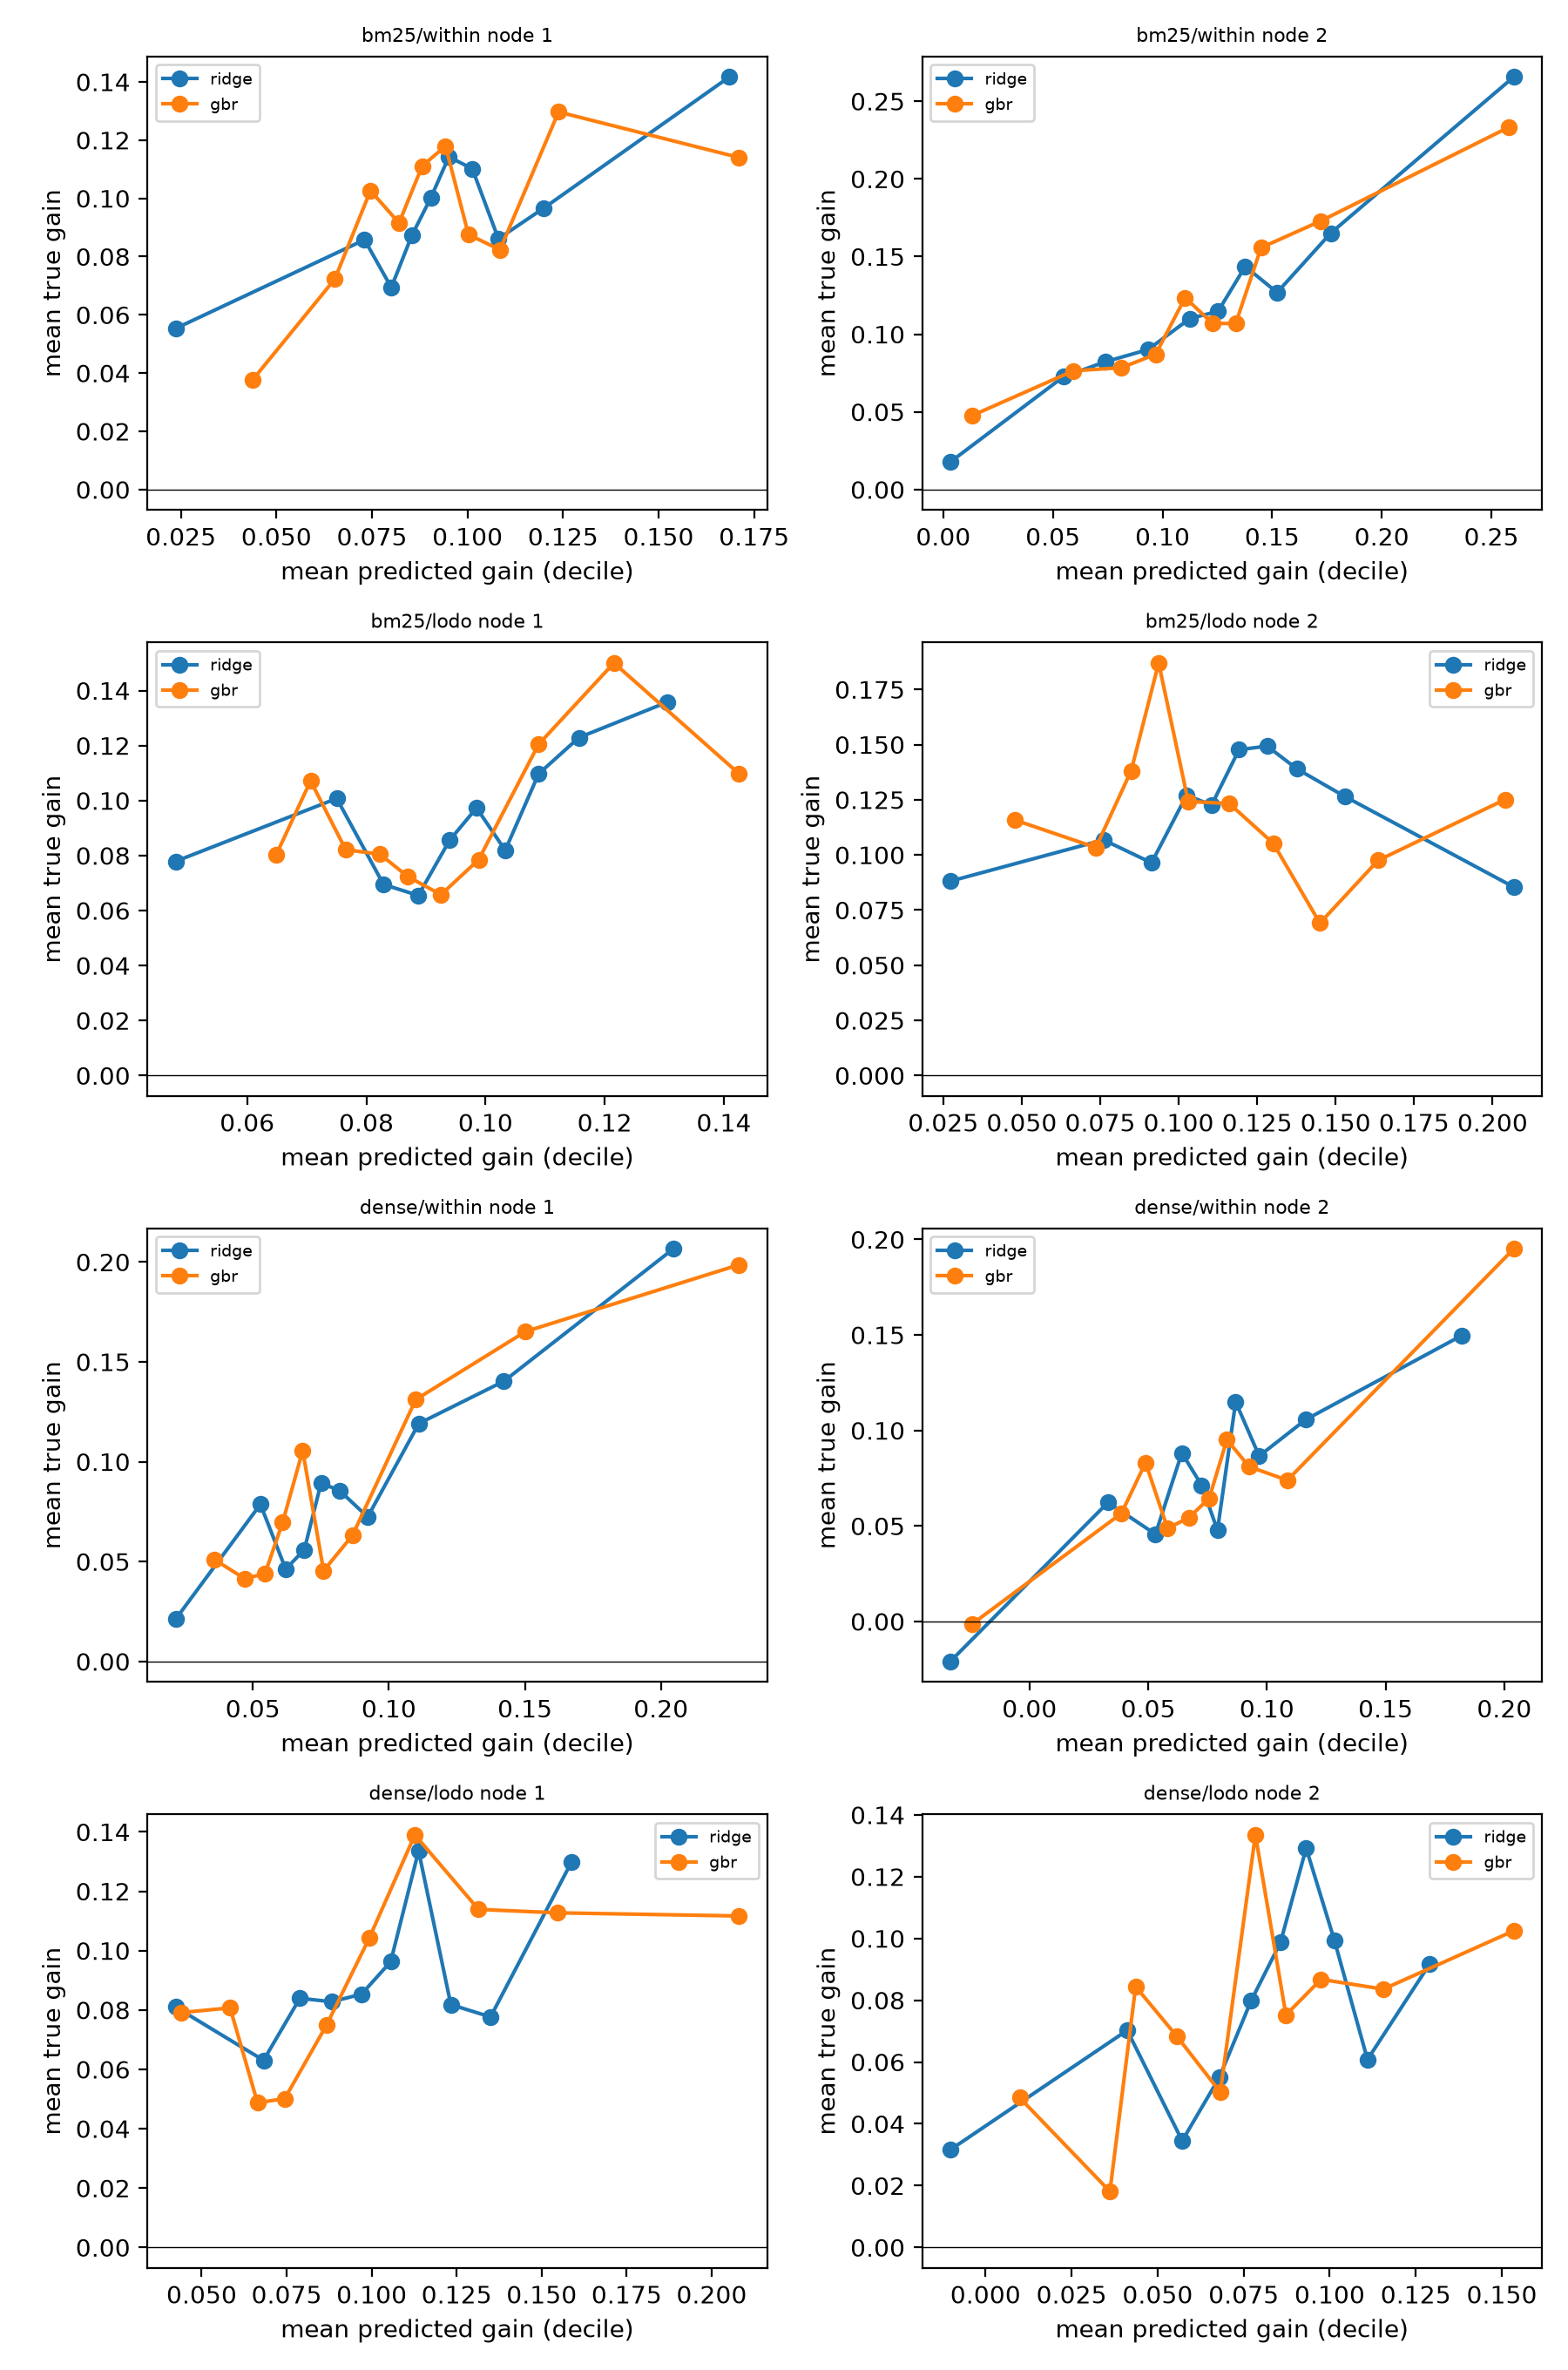 bm25/within node 1
ridge
gbr
mean true gain
0.14
0.12
0.10
0.08
0.06
0.04
0.02
0.00
0.025 0.050 0.075 0.100 0.125 0.150 0.175
mean predicted gain (decile)
bm25/within node 2
ridge
gbr
mean true gain
0.25
0.20
0.15
0.10
0.05
0.00
0.00 0.05 0.10 0.15 0.20 0.25
mean predicted gain (decile)
bm25/lodo node 1
ridge
gbr
mean true gain
0.14
0.12
0.10
0.08
0.06
0.04
0.02
0.00
0.06 0.08 0.10 0.12 0.14
mean predicted gain (decile)
bm25/lodo node 2
ridge
gbr
mean true gain
0.175
0.150
0.125
0.100
0.075
0.050
0.025
0.000
0.025 0.050 0.075 0.100 0.125 0.150 0.175 0.200
mean predicted gain (decile)
dense/within node 1
ridge
gbr
mean true gain
0.20
0.15
0.10
0.05
0.00
0.05 0.10 0.15 0.20
mean predicted gain (decile)
dense/within node 2
ridge
gbr
mean true gain
0.20
0.15
0.10
0.05
0.00
0.00 0.05 0.10 0.15 0.20
mean predicted gain (decile)
dense/lodo node 1
ridge
gbr
mean true gain
0.14
0.12
0.10
0.08
0.06
0.04
0.02
0.00
0.050 0.075 0.100 0.125 0.150 0.175 0.200
mean predicted gain (decile)
dense/lodo node 2
ridge
gbr
mean true gain
0.14
0.12
0.10
0.08
0.06
0.04
0.02
0.00
0.000 0.025 0.050 0.075 0.100 0.125 0.150
mean predicted gain (decile)